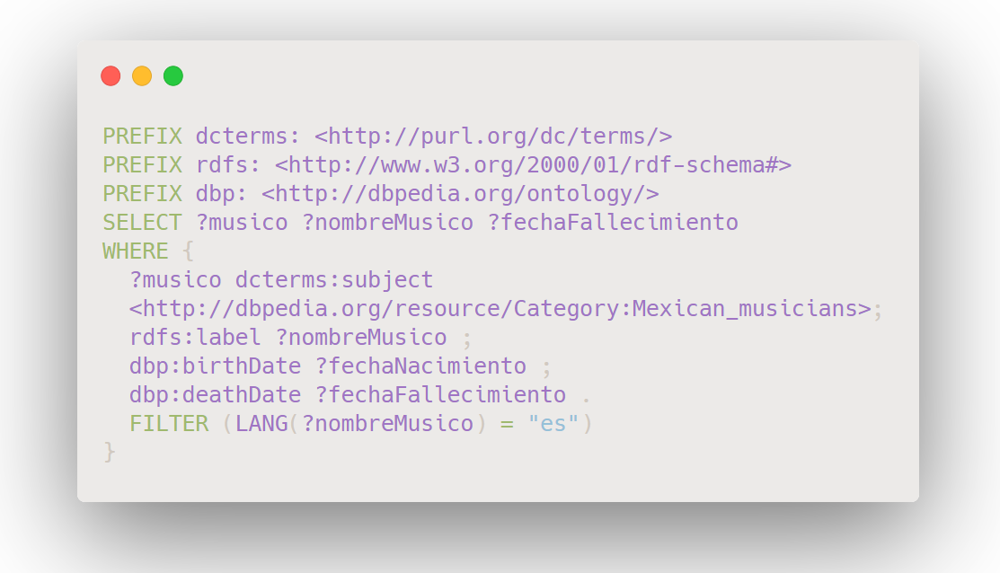 PREFIX dcterms: <http://purl.org/dc/terms/>
PREFIX rdfs: <http://www.w3.org/2000/01/rdf-schema#>
PREFIX dbp: <http://dbpedia.org/ontology/>
SELECT ?musico ?nombreMusico ?fechaFallecimiento
WHERE {
  ?musico dcterms:subject
  <http://dbpedia.org/resource/Category:Mexican_musicians>;
  rdfs:label ?nombreMusico ;
  dbp:birthDate ?fechaNacimiento ;
  dbp:deathDate ?fechaFallecimiento .
  FILTER (LANG(?nombreMusico) = "es")
}